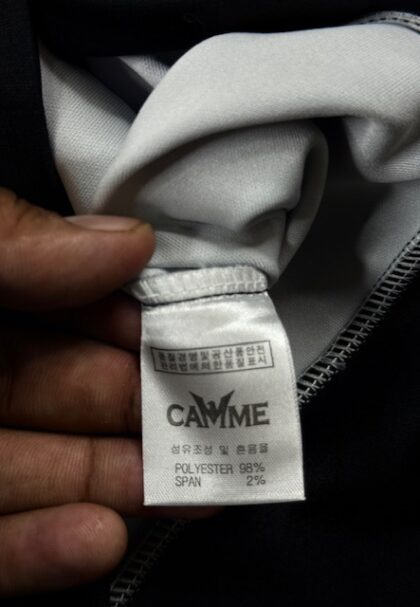 품질경영및공산품안전
관리법에의한품질표시
CAMME
섬유조성 및 혼용율
POLYESTER 98%
SPAN 2%